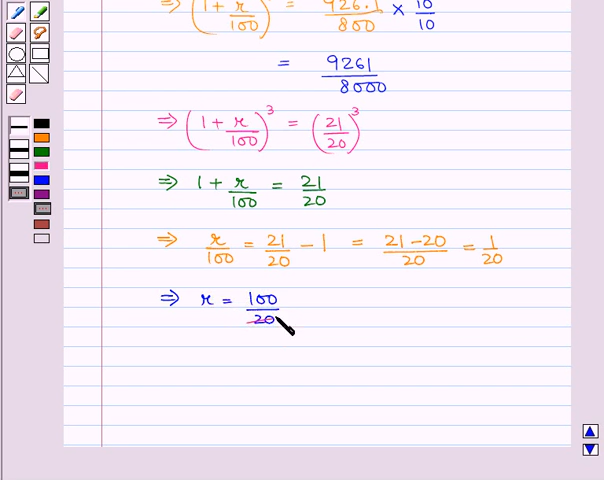 ⇒ (1 + r/100) = 926.1/800 × 10/10
= 9261/8000
⇒ (1 + r/100)³ = (21/20)³
⇒ 1 + r/100 = 21/20
⇒ r/100 = 21/20 − 1 = 21−20/20 = 1/20
⇒ r = 100/20